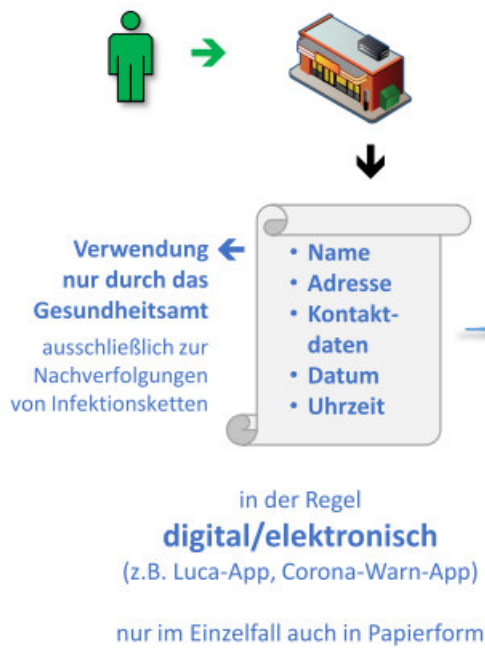 Verwendung
nur durch das
Gesundheitsamt
ausschließlich zur
Nachverfolgungen
von Infektionsketten
• Name
• Adresse
• Kontakt-
daten
• Datum
• Uhrzeit
in der Regel
digital/elektronisch
(z.B. Luca-App, Corona-Warn-App)
nur im Einzelfall auch in Papierform